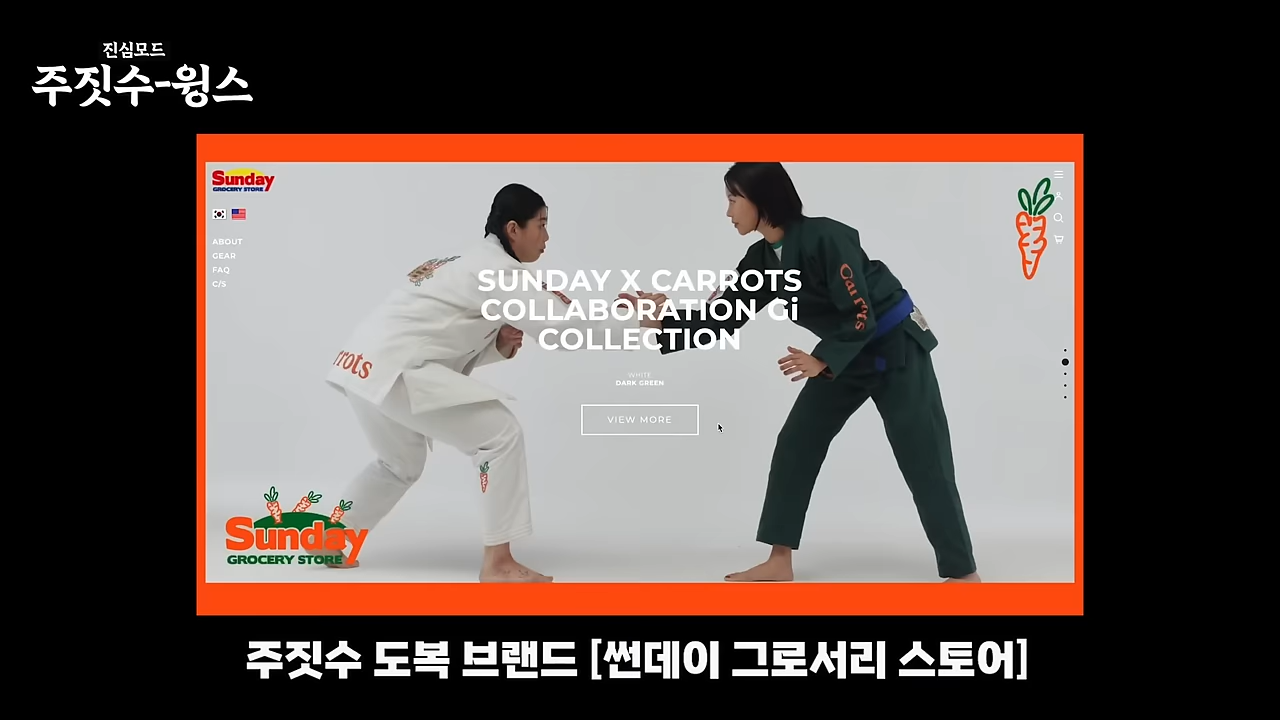 진심모드
주짓수-윙스
Sunday
GROCERY STORE
ABOUT
GEAR
FAQ
C/S
SUNDAY X CARROTS
COLLABORATION Gi
COLLECTION
WHITE
DARK GREEN
VIEW MORE
Carrots
rrots
Sunday
GROCERY STORE
주짓수 도복 브랜드 [썬데이 그로서리 스토어]